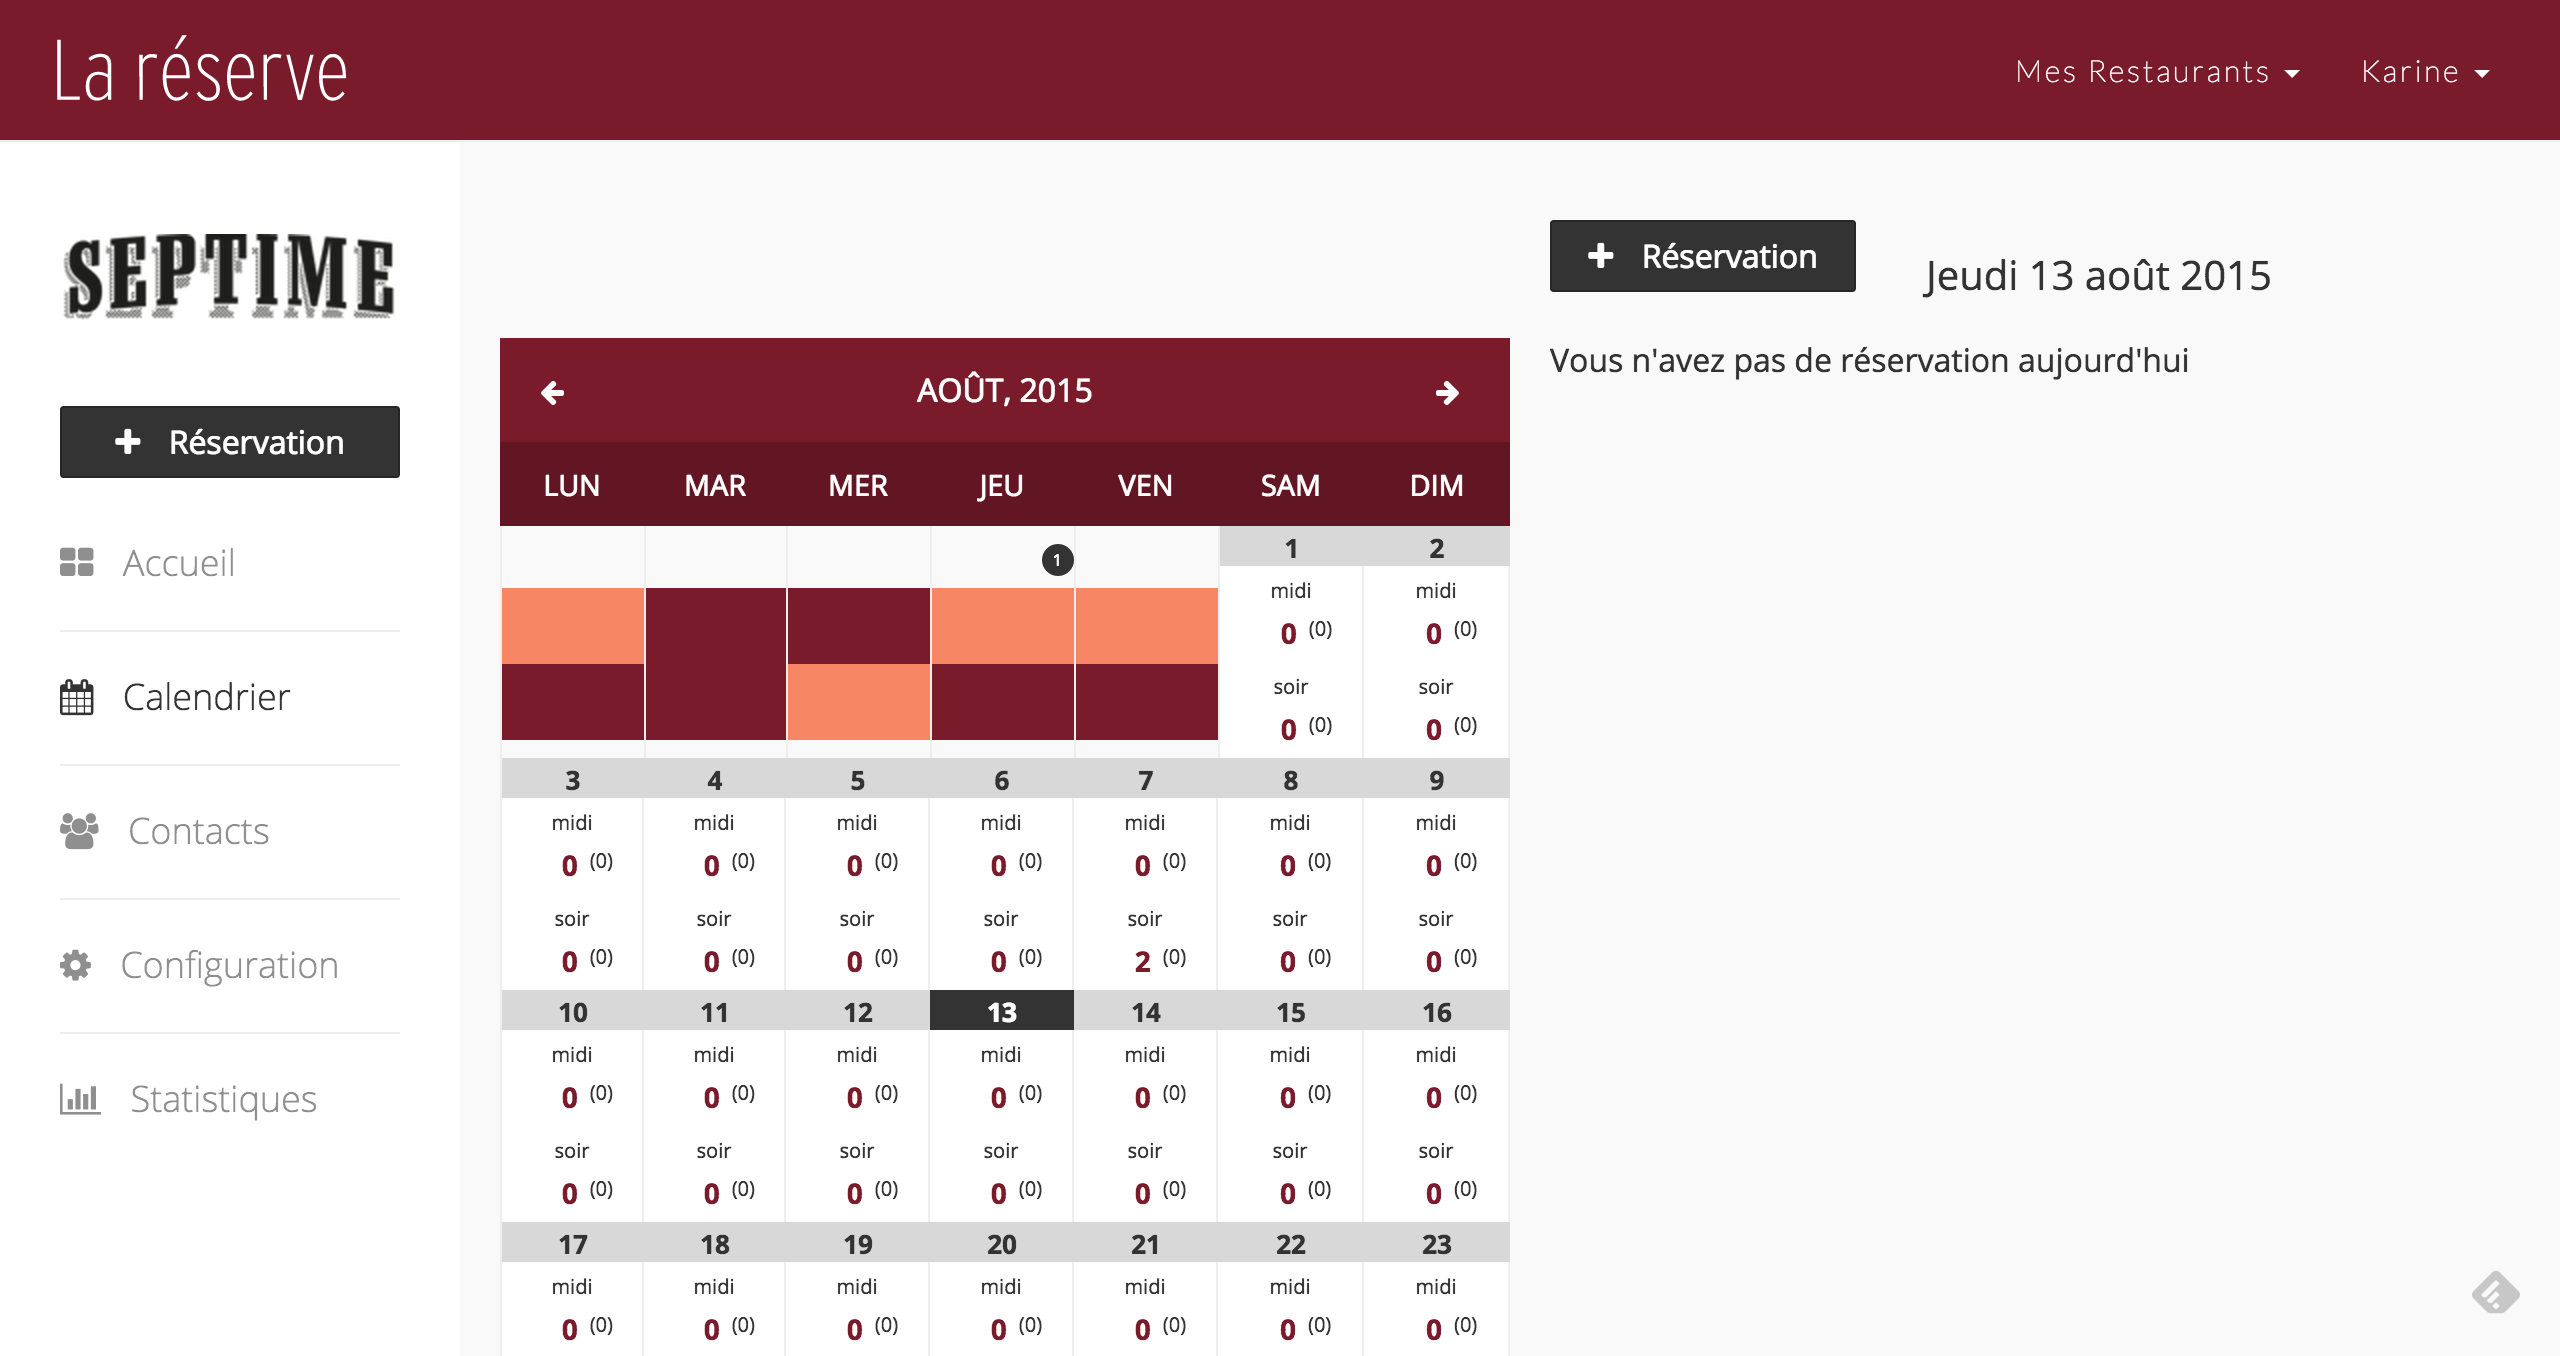 La réserve
Mes Restaurants
Karine
SEPTIME
+ Réservation
Accueil
Calendrier
Contacts
Configuration
Statistiques
AOÛT, 2015
LUN MAR MER JEU VEN SAM DIM
1
1 2
midi midi
0 (0) 0 (0)
soir soir
0 (0) 0 (0)
3 4 5 6 7 8 9
midi midi midi midi midi midi midi
0 (0) 0 (0) 0 (0) 0 (0) 0 (0) 0 (0) 0 (0)
soir soir soir soir soir soir soir
0 (0) 0 (0) 0 (0) 0 (0) 2 (0) 0 (0) 0 (0)
10 11 12 13 14 15 16
midi midi midi midi midi midi midi
0 (0) 0 (0) 0 (0) 0 (0) 0 (0) 0 (0) 0 (0)
soir soir soir soir soir soir soir
0 (0) 0 (0) 0 (0) 0 (0) 0 (0) 0 (0) 0 (0)
17 18 19 20 21 22 23
midi midi midi midi midi midi midi
0 (0) 0 (0) 0 (0) 0 (0) 0 (0) 0 (0) 0 (0)
+ Réservation
Jeudi 13 août 2015
Vous n'avez pas de réservation aujourd'hui